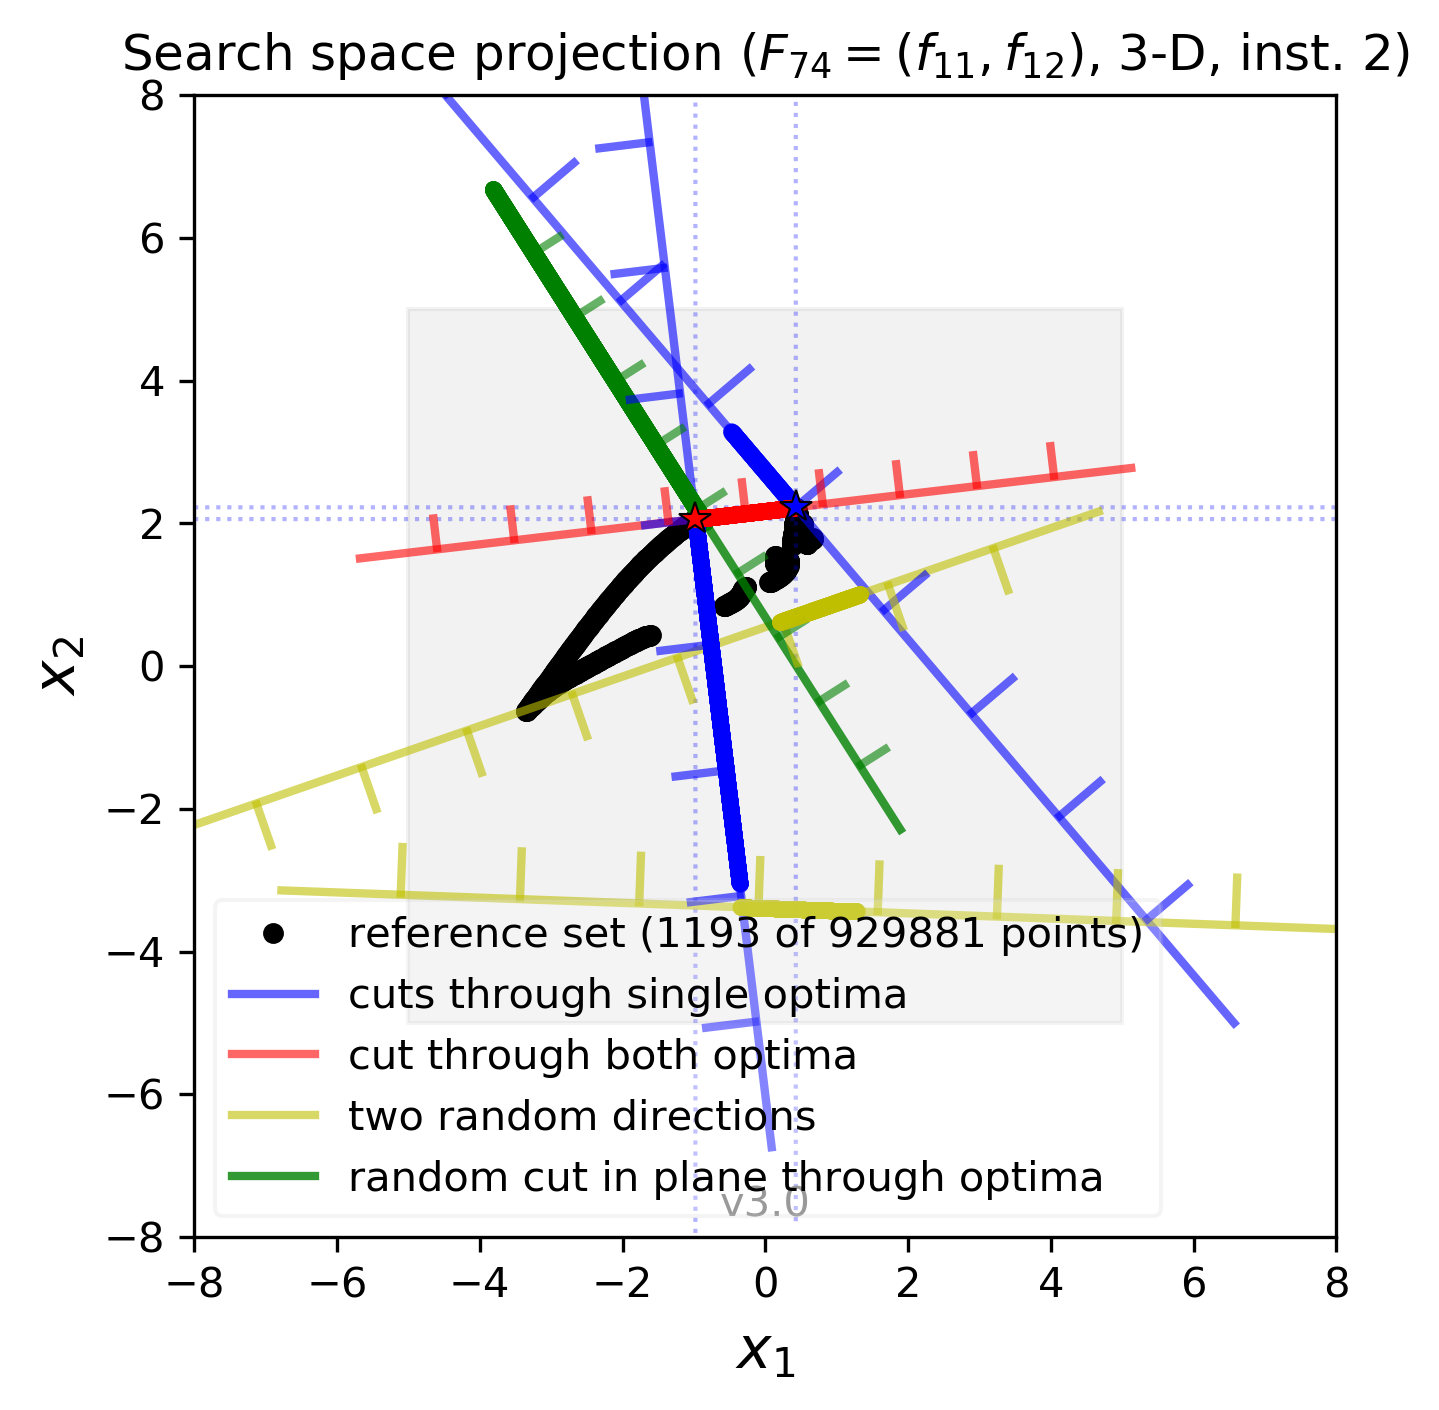 Search space projection (F74 = (f11, f12), 3-D, inst. 2)
8
6
4
2
0
−2
−4
−6
−8
x2
reference set (1193 of 929881 points)
cuts through single optima
cut through both optima
two random directions
random cut in plane through optima
v3.0
−8 −6 −4 −2 0 2 4 6 8
x1